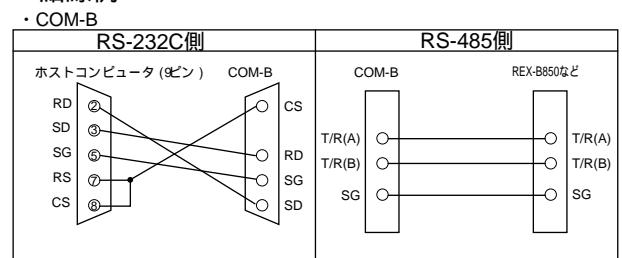 ・COM-B
RS-232C側 RS-485側
ホストコンピュータ (9ピン) COM-B
RD ②
SD ③
SG ⑤
RS ⑦
CS ⑧
CS
RD
SG
SD
COM-B REX-B850など
T/R(A) T/R(A)
T/R(B) T/R(B)
SG SG